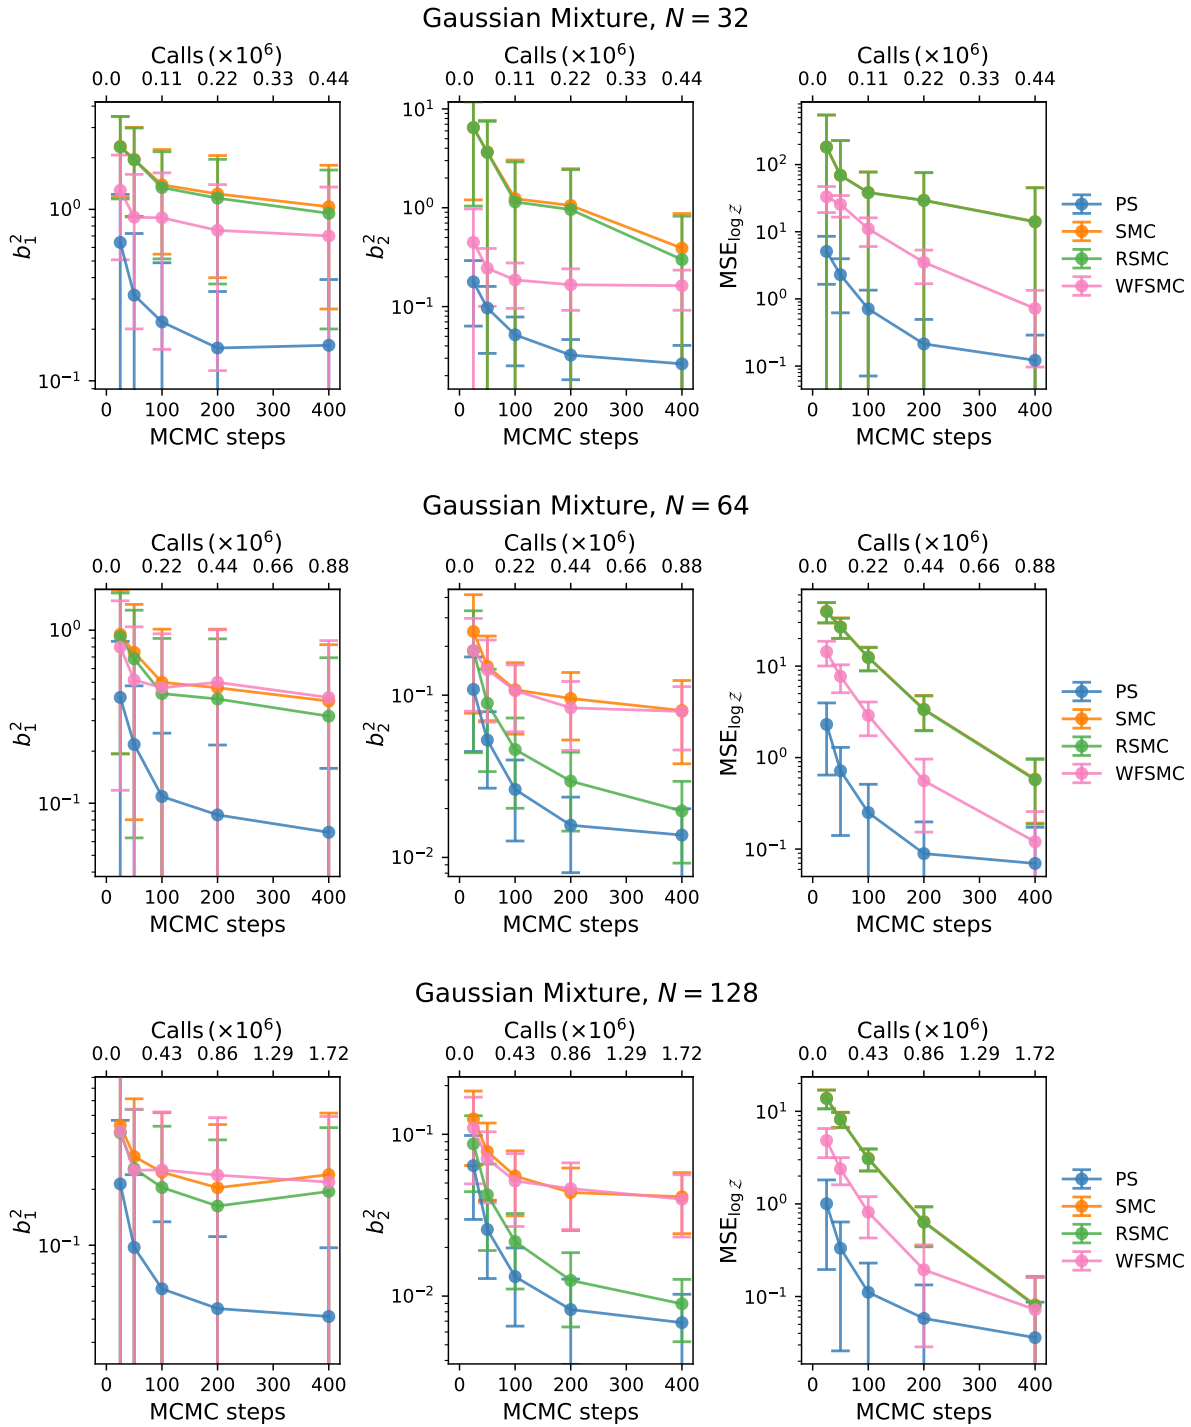 Gaussian Mixture, N = 32
Calls (×10⁶) Calls (×10⁶) Calls (×10⁶)
0.0 0.11 0.22 0.33 0.44 0.0 0.11 0.22 0.33 0.44 0.0 0.11 0.22 0.33 0.44
b₁²
10⁰
10⁻¹
b₂²
10¹
10⁰
10⁻¹
MSE_log 𝒵
10²
10¹
10⁰
10⁻¹
PS
SMC
RSMC
WFSMC
0 100 200 300 400 0 100 200 300 400 0 100 200 300 400
MCMC steps MCMC steps MCMC steps
Gaussian Mixture, N = 64
Calls (×10⁶) Calls (×10⁶) Calls (×10⁶)
0.0 0.22 0.44 0.66 0.88 0.0 0.22 0.44 0.66 0.88 0.0 0.22 0.44 0.66 0.88
b₁²
10⁰
10⁻¹
b₂²
10⁻¹
10⁻²
MSE_log 𝒵
10¹
10⁰
10⁻¹
PS
SMC
RSMC
WFSMC
0 100 200 300 400 0 100 200 300 400 0 100 200 300 400
MCMC steps MCMC steps MCMC steps
Gaussian Mixture, N = 128
Calls (×10⁶) Calls (×10⁶) Calls (×10⁶)
0.0 0.43 0.86 1.29 1.72 0.0 0.43 0.86 1.29 1.72 0.0 0.43 0.86 1.29 1.72
b₁²
10⁻¹
b₂²
10⁻¹
10⁻²
MSE_log 𝒵
10¹
10⁰
10⁻¹
PS
SMC
RSMC
WFSMC
0 100 200 300 400 0 100 200 300 400 0 100 200 300 400
MCMC steps MCMC steps MCMC steps